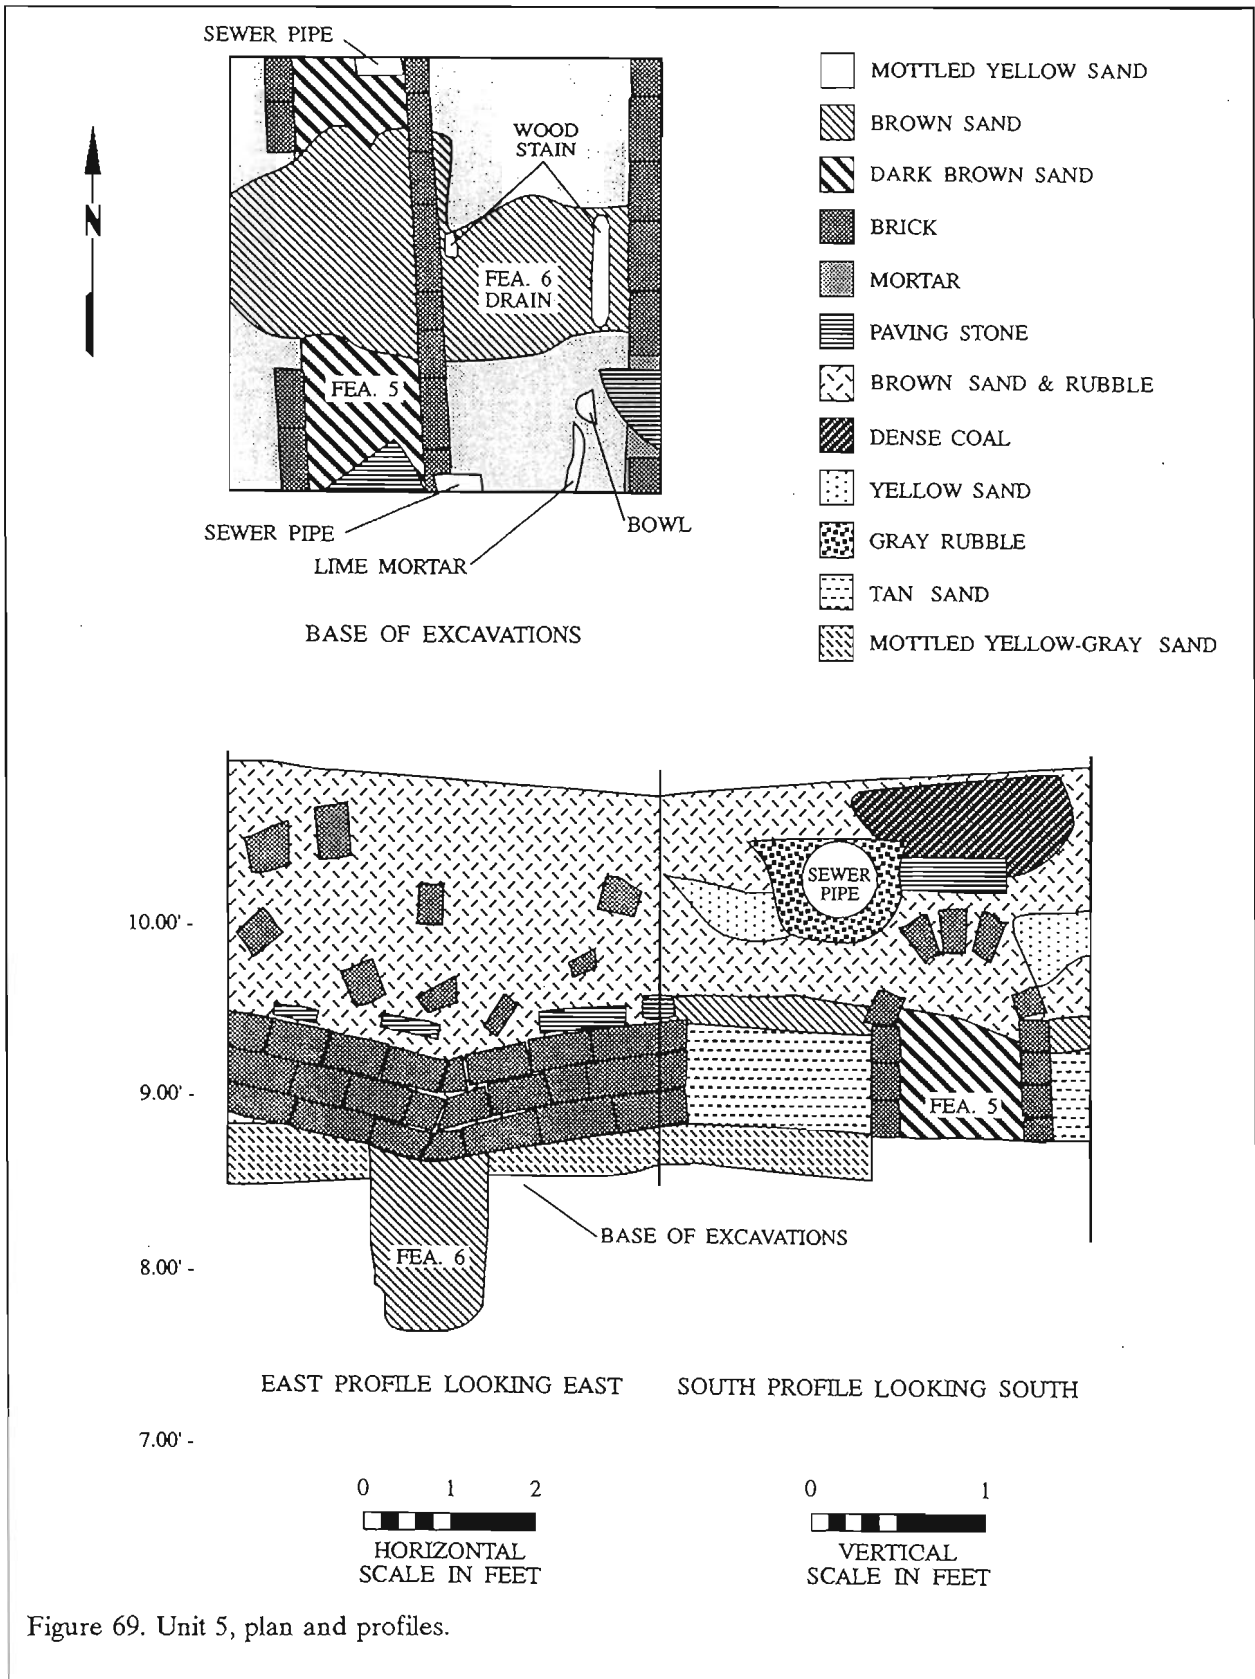 SEWER PIPE
WOOD
STAIN
N
FEA. 6
DRAIN
FEA. 5
SEWER PIPE
LIME MORTAR
BOWL
BASE OF EXCAVATIONS
MOTTLED YELLOW SAND
BROWN SAND
DARK BROWN SAND
BRICK
MORTAR
PAVING STONE
BROWN SAND & RUBBLE
DENSE COAL
YELLOW SAND
GRAY RUBBLE
TAN SAND
MOTTLED YELLOW-GRAY SAND
SEWER
PIPE
10.00' -
9.00' -
FEA. 5
BASE OF EXCAVATIONS
FEA. 6
8.00' -
EAST PROFILE LOOKING EAST
SOUTH PROFILE LOOKING SOUTH
7.00' -
0 1 2
HORIZONTAL
SCALE IN FEET
0 1
VERTICAL
SCALE IN FEET
Figure 69. Unit 5, plan and profiles.